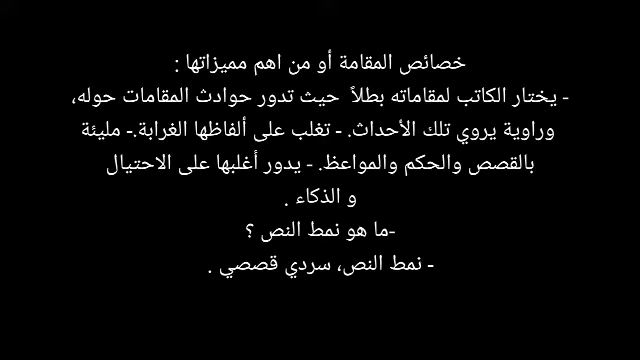 خصائص المقامة أو من اهم مميزاتها :
- يختار الكاتب لمقاماته بطلاً حيث تدور حوادث المقامات حوله،
وراوية يروي تلك الأحداث. - تغلب على ألفاظها الغرابة.- مليئة
بالقصص والحكم والمواعظ. - يدور أغلبها على الاحتيال
و الذكاء .
-ما هو نمط النص ؟
- نمط النص، سردي قصصي .